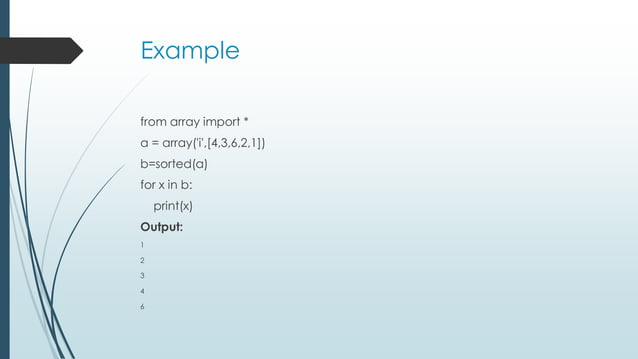 Example
from array import *
a = array('i',[4,3,6,2,1])
b=sorted(a)
for x in b:
print(x)
Output:
1
2
3
4
6